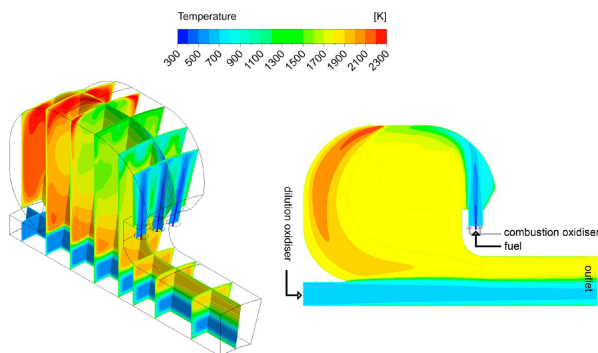 Temperature [K]
300 500 700 900 1100 1300 1500 1700 1900 2100 2300
dilution oxidiser
combustion oxidiser
fuel
outlet